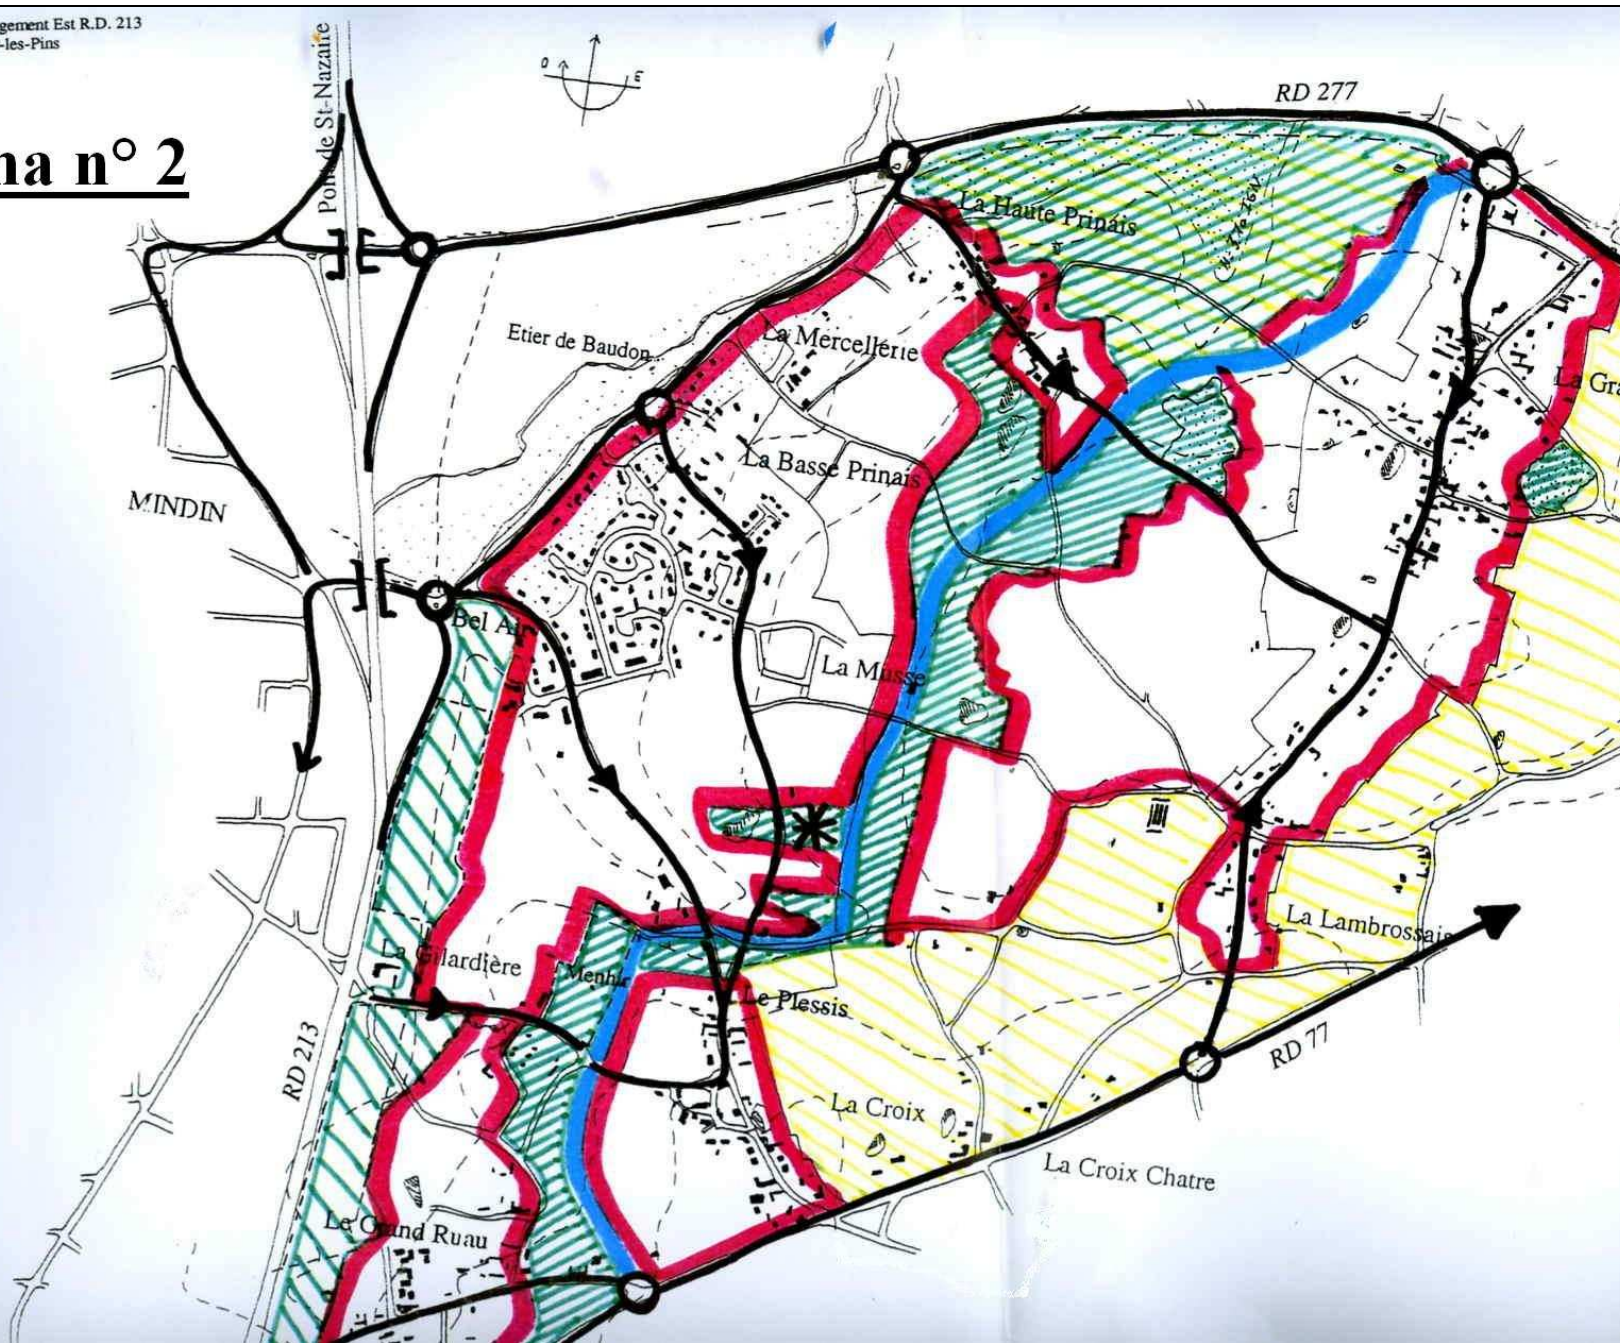 gement Est R.D. 213
-les-Pins
na n° 2
Pont de St-Nazaire
O
E
RD 277
La Haute Prinais
Etier de Baudon
La Mercellerie
La Gra
La Basse Prinais
MINDIN
Bel Air
La Musse
La Gilardière
Menhir
La Lambrossais
Le Plessis
RD 213
RD 77
La Croix
La Croix Chatre
Le Grand Ruau